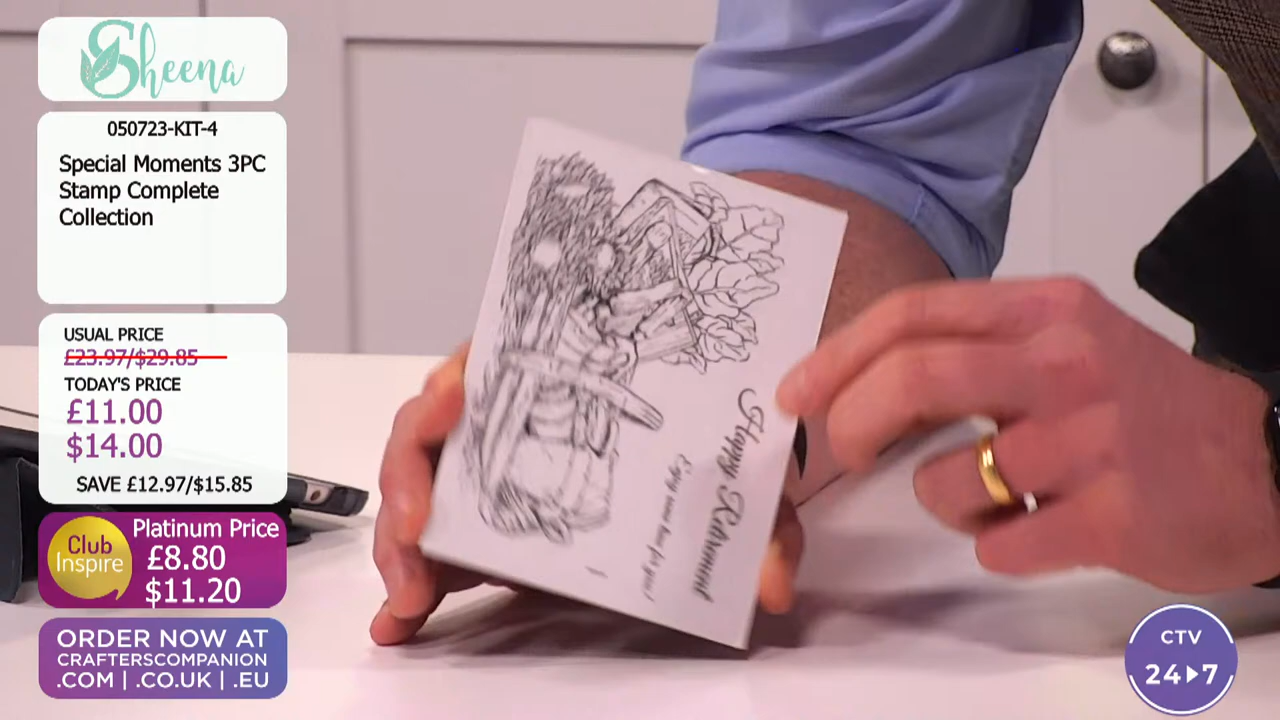 Sheena
050723-KIT-4
Special Moments 3PC
Stamp Complete
Collection
USUAL PRICE
£23.97/$29.85
TODAY'S PRICE
£11.00
$14.00
SAVE £12.97/$15.85
Club
Inspire
Platinum Price
£8.80
$11.20
ORDER NOW AT
CRAFTERSCOMPANION
.COM | .CO.UK | .EU
Happy Retirement
Enjoy some time for you!
CTV
24▶7